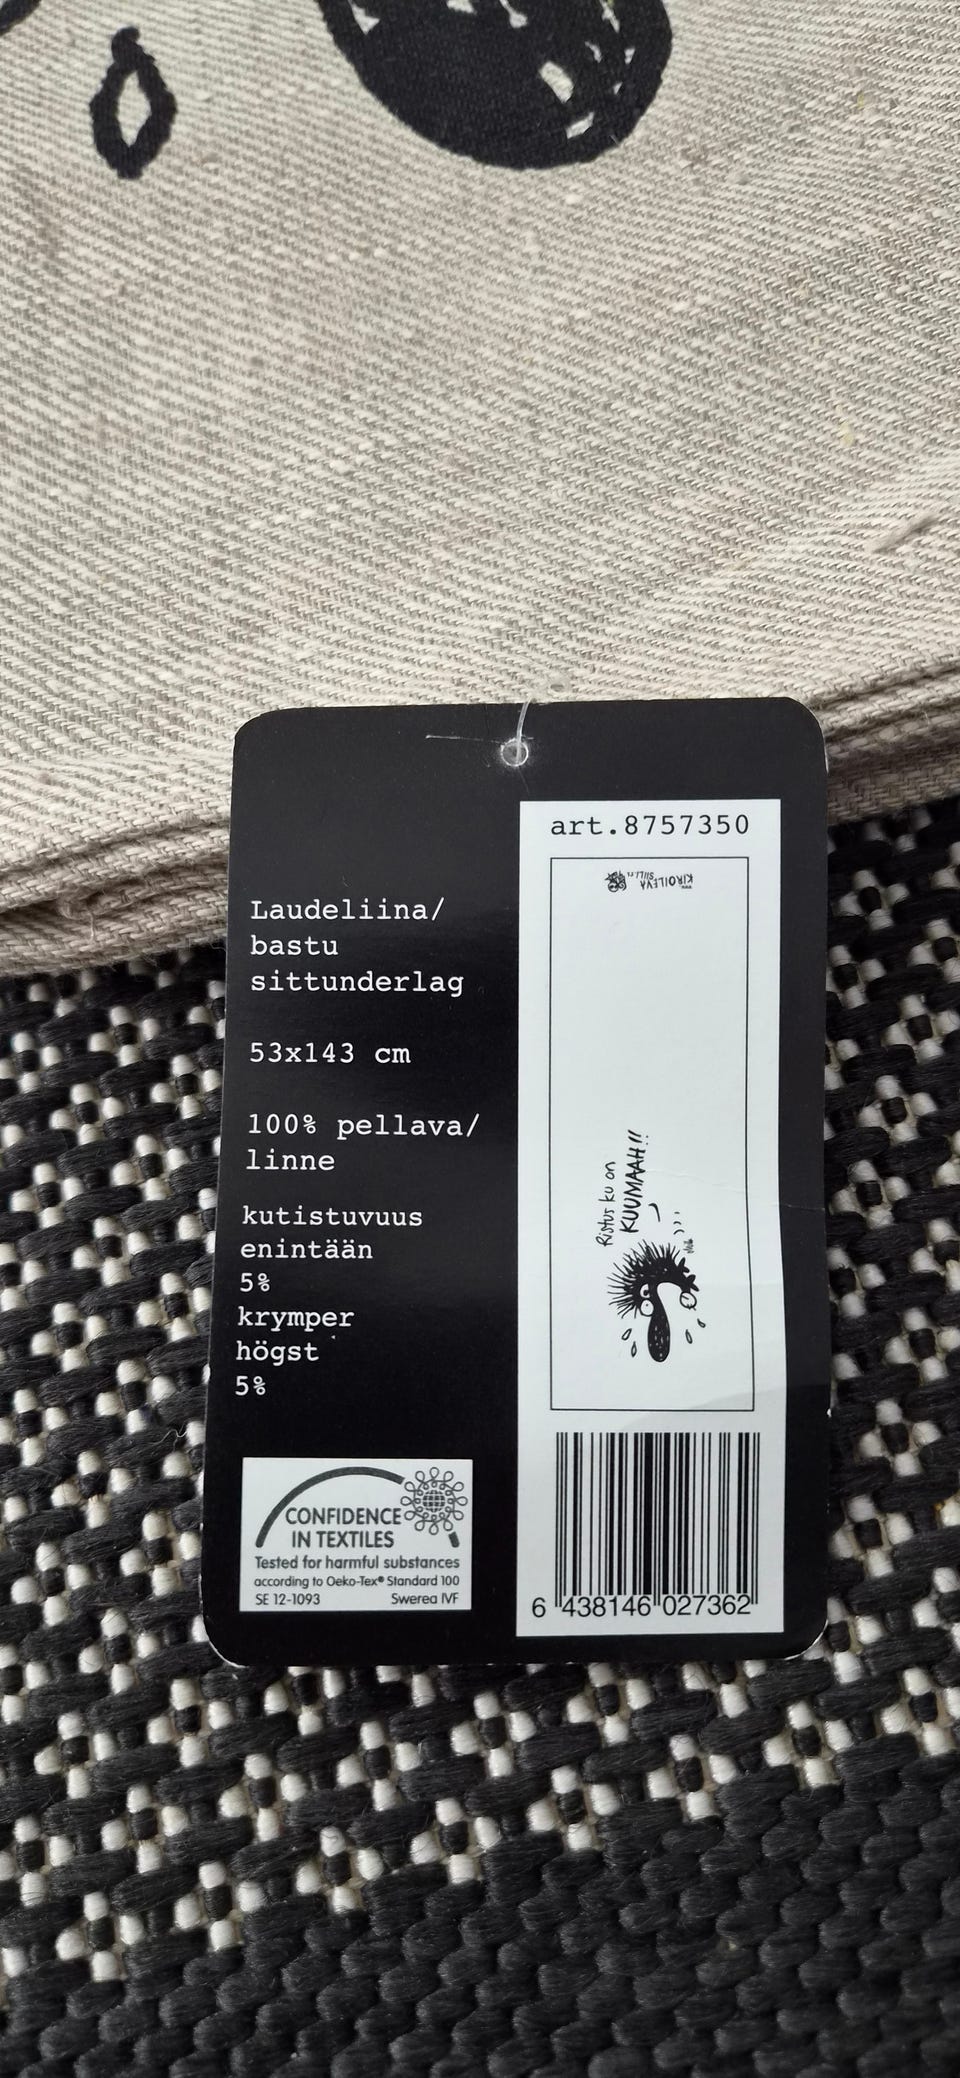 Laudeliina/
bastu
sittunderlag
53x143 cm
100% pellava/
linne
kutistuvuus
enintään
5%
krymper
högst
5%
CONFIDENCE
IN TEXTILES
Tested for harmful substances
according to Oeko-Tex® Standard 100
SE 12-1093 Swerea IVF
art.8757350
KIROILEVA
SIILI
Ristus ku on
KUUMAAH!!
6 438146 027362